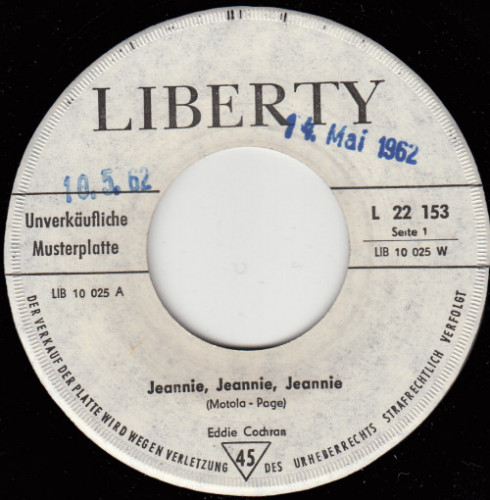 LIBERTY
14. Mai 1962
10.5.62
Unverkäufliche
Musterplatte
L 22 153
Seite 1
LIB 10 025 W
LIB 10 025 A
Jeannie, Jeannie, Jeannie
(Motola - Page)
Eddie Cochran
45
DER VERKAUF DER PLATTE WIRD WEGEN VERLETZUNG DES URHEBERRECHTS STRAFRECHTLICH VERFOLGT